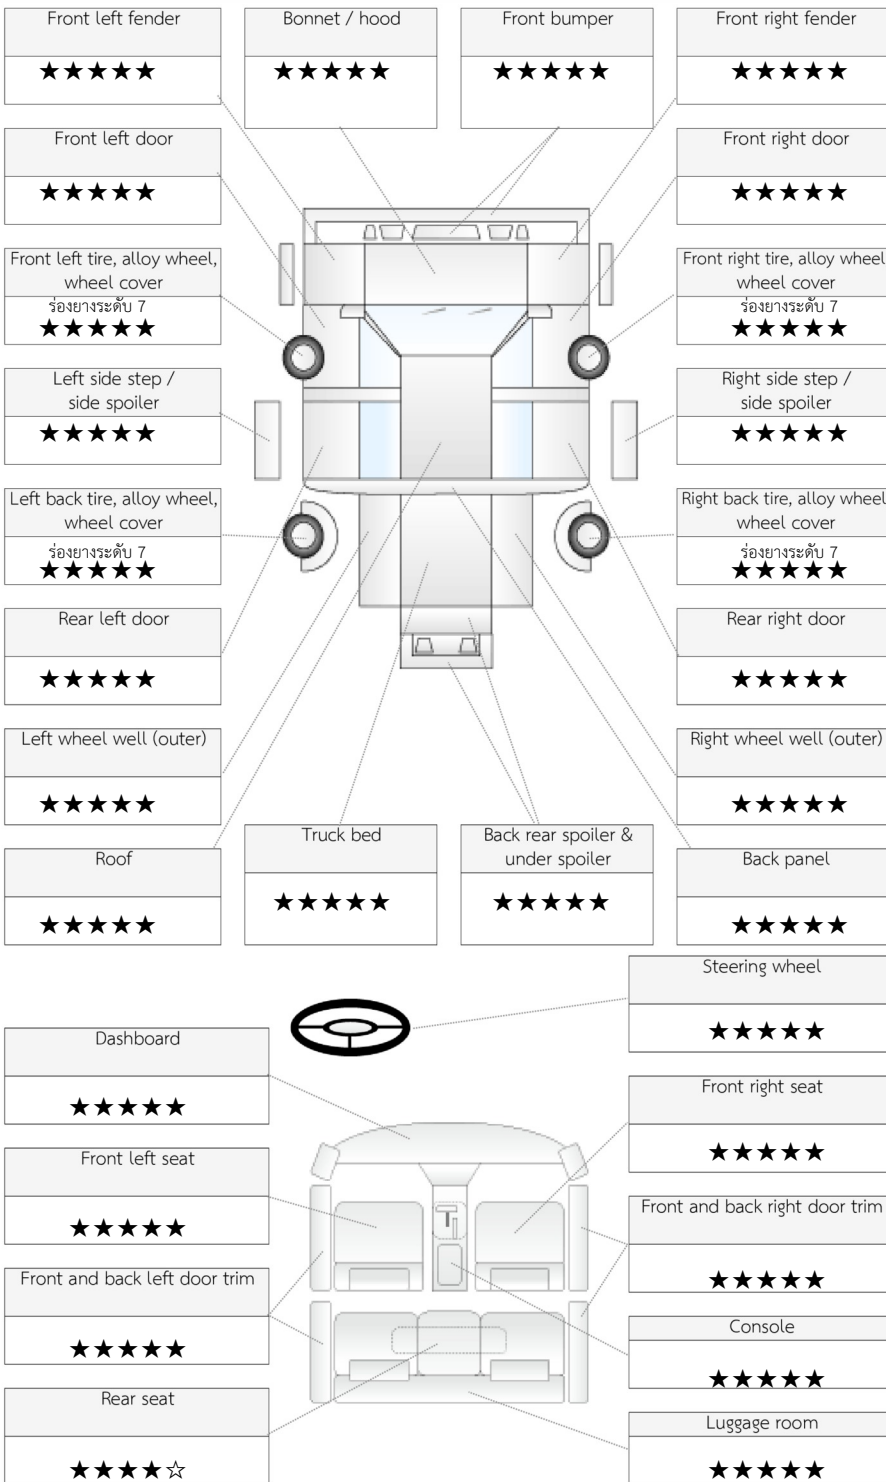 Front left fender
★★★★★
Bonnet / hood
★★★★★
Front bumper
★★★★★
Front right fender
★★★★★
Front left door
★★★★★
Front right door
★★★★★
Front left tire, alloy wheel,
wheel cover
ร่องยางระดับ 7
★★★★★
Front right tire, alloy wheel
wheel cover
ร่องยางระดับ 7
★★★★★
Left side step /
side spoiler
★★★★★
Right side step /
side spoiler
★★★★★
Left back tire, alloy wheel,
wheel cover
ร่องยางระดับ 7
★★★★★
Right back tire, alloy wheel
wheel cover
ร่องยางระดับ 7
★★★★★
Rear left door
★★★★★
Rear right door
★★★★★
Left wheel well (outer)
★★★★★
Right wheel well (outer)
★★★★★
Roof
★★★★★
Truck bed
★★★★★
Back rear spoiler &
under spoiler
★★★★★
Back panel
★★★★★
Steering wheel
★★★★★
Dashboard
★★★★★
Front right seat
★★★★★
Front left seat
★★★★★
Front and back right door trim
★★★★★
Front and back left door trim
★★★★★
Console
★★★★★
Rear seat
★★★★☆
Luggage room
★★★★★